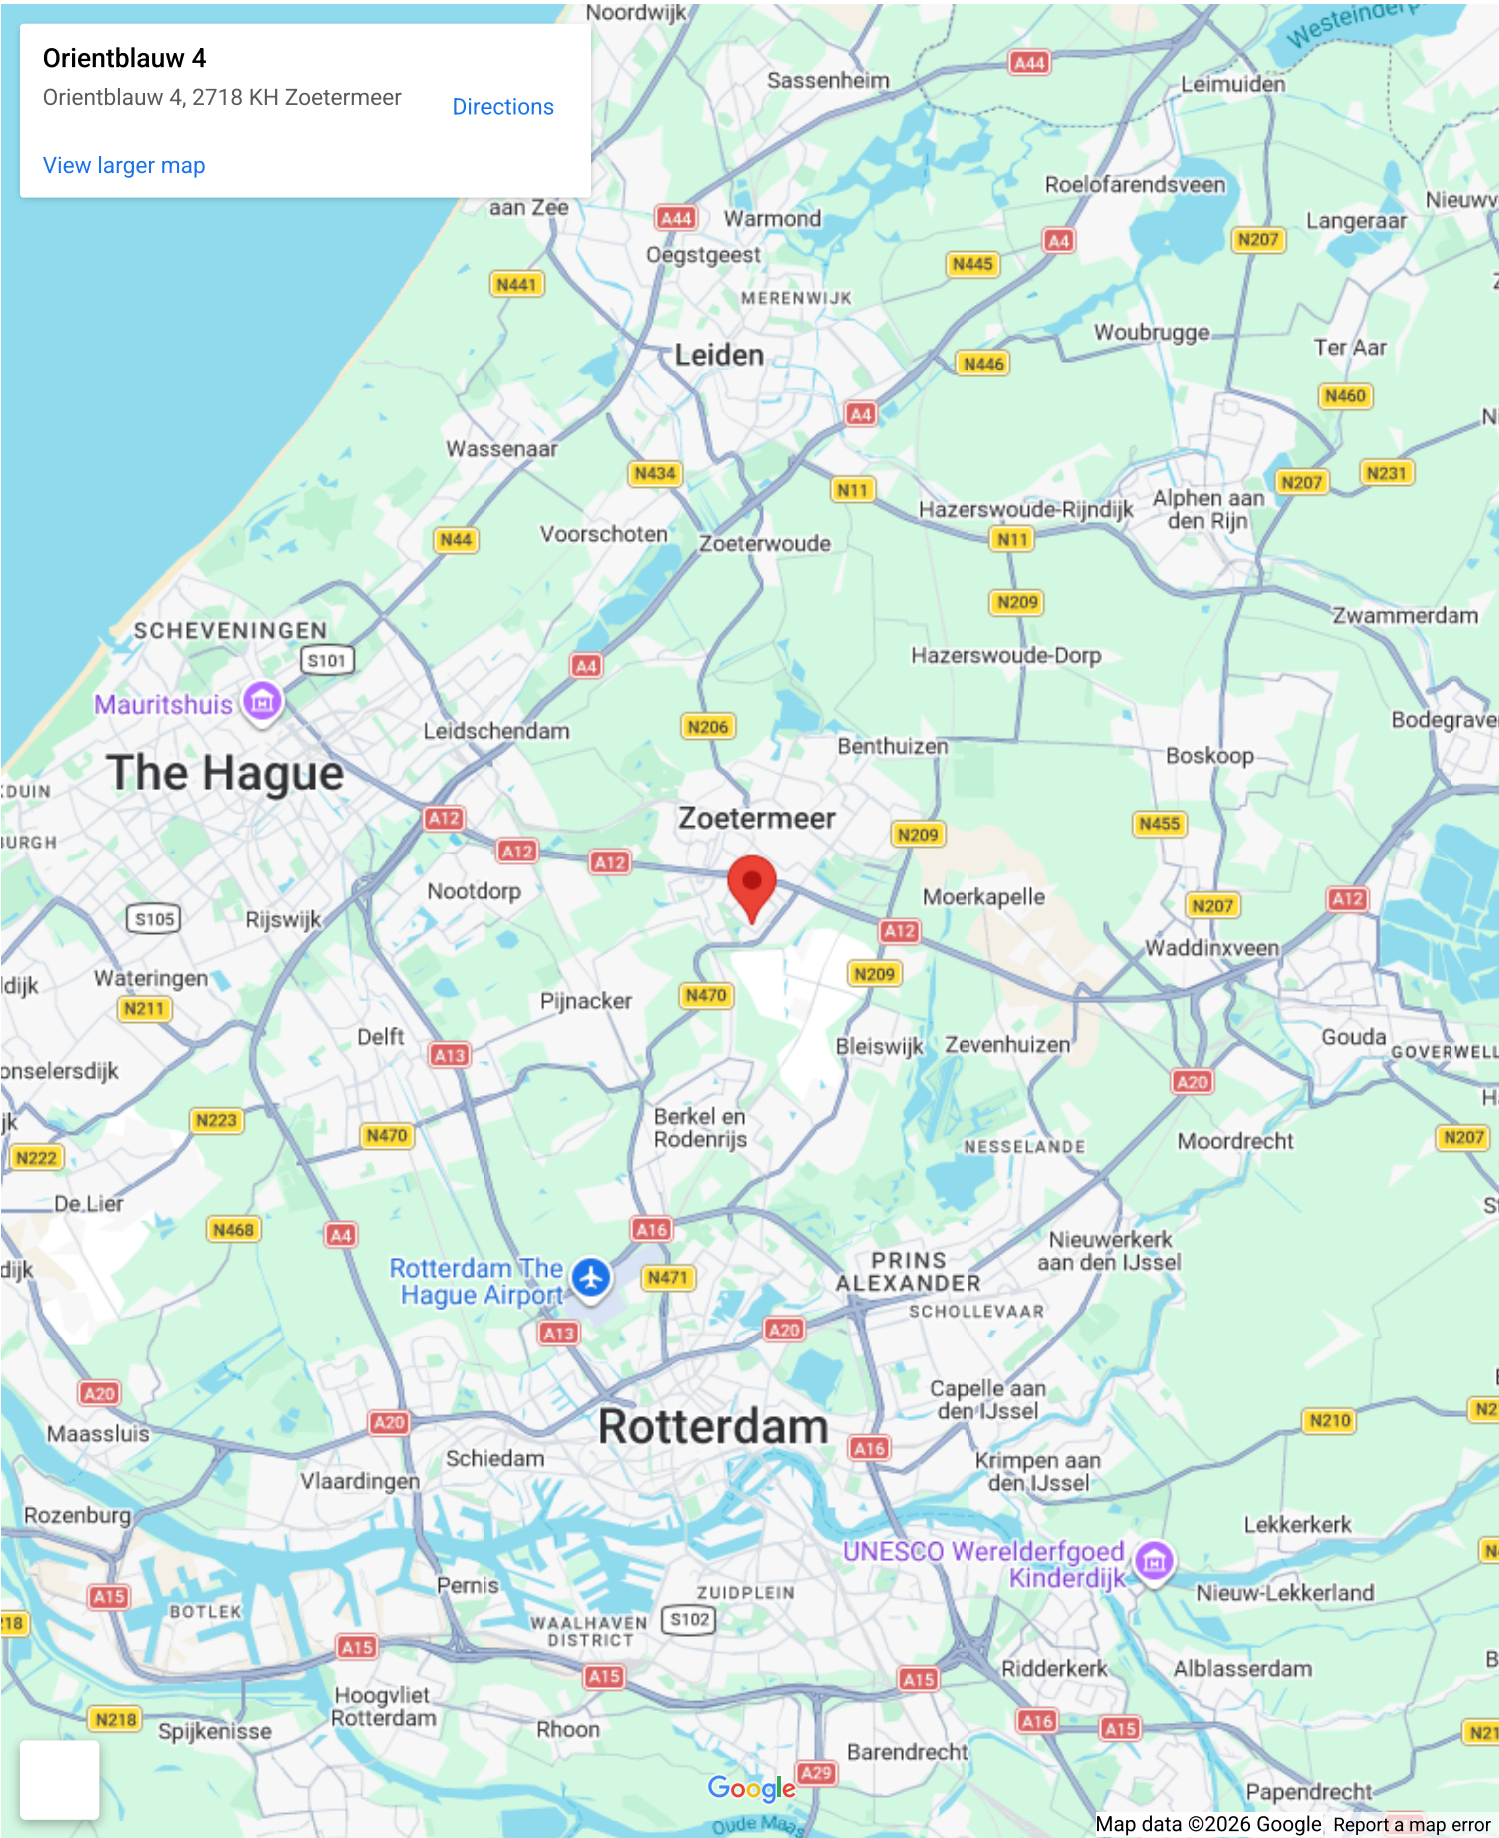 Orientblauw 4
Orientblauw 4, 2718 KH Zoetermeer
Directions
View larger map
Noordwijk
Sassenheim
A44
Leimuiden
Roelofarendsveen
aan Zee
A44
Warmond
Langeraar
Oegstgeest
A4
N207
N445
N441
MERENWIJK
Woubrugge
Leiden
Ter Aar
N446
N460
A4
Wassenaar
N434
N11
N207
N231
Hazerswoude-Rijndijk
Alphen aan
den Rijn
N44
Voorschoten
Zoeterwoude
N11
N209
Zwammerdam
SCHEVENINGEN
S101
A4
Hazerswoude-Dorp
Mauritshuis
N206
Leidschendam
Benthuizen
Boskoop
The Hague
A12
Zoetermeer
N209
N455
A12
A12
Nootdorp
Moerkapelle
N207
A12
S105
Rijswijk
A12
Waddinxveen
Wateringen
N209
N211
Pijnacker
N470
Delft
A13
Bleiswijk
Zevenhuizen
Gouda
A20
N223
N470
Berkel en
Rodenrijs
NESSELANDE
Moordrecht
N207
N222
De Lier
N468
A4
A16
Nieuwerkerk
aan den IJssel
Rotterdam The
Hague Airport
N471
PRINS
ALEXANDER
SCHOLLEVAAR
A13
A20
A20
Capelle aan
den IJssel
A20
Maassluis
Rotterdam
N210
Schiedam
A16
Vlaardingen
Krimpen aan
den IJssel
Rozenburg
Lekkerkerk
UNESCO Werelderfgoed
Kinderdijk
A15
Pernis
ZUIDPLEIN
Nieuw-Lekkerland
BOTLEK
WAALHAVEN
DISTRICT
S102
A15
A15
A15
Ridderkerk
Alblasserdam
Hoogvliet
Rotterdam
N218
Spijkenisse
Rhoon
A16
A15
Barendrecht
A29
Google
Papendrecht
Oude Maas
Map data ©2026 Google
Report a map error